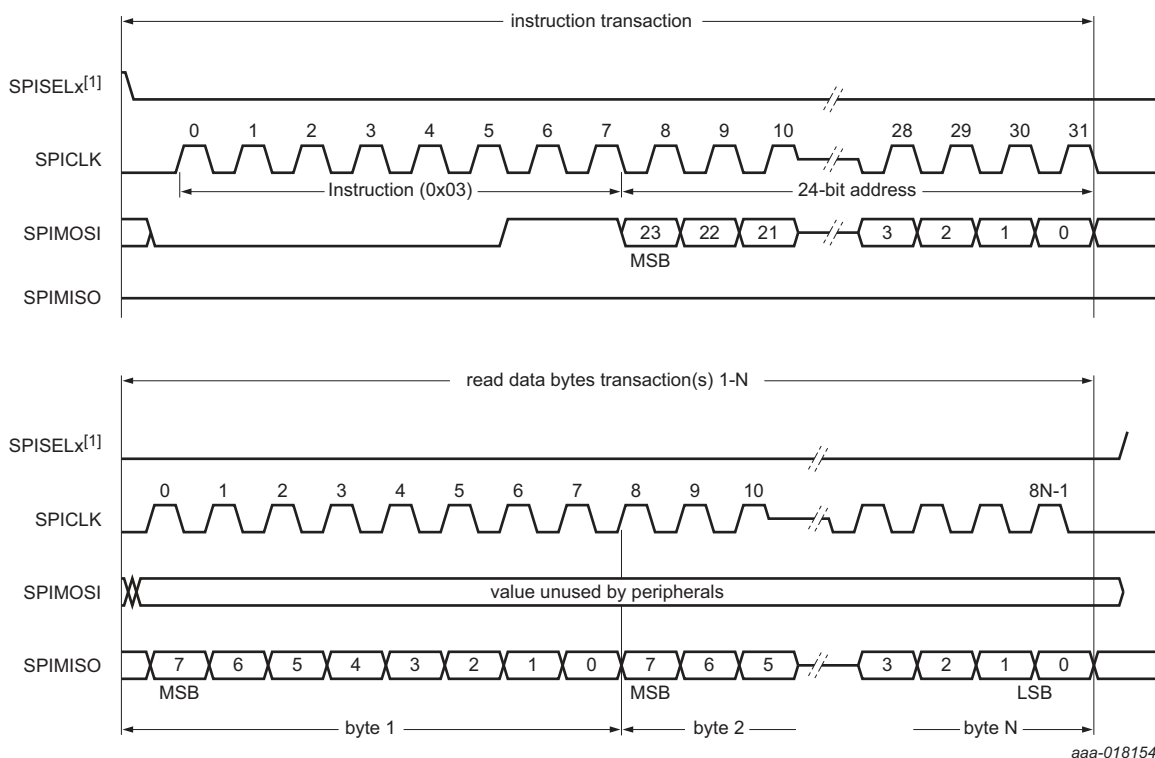 instruction transaction
SPISELx[1]
0 1 2 3 4 5 6 7 8 9 10 28 29 30 31
SPICLK
Instruction (0x03) 24-bit address
SPIMOSI 23 22 21 3 2 1 0
MSB
SPIMISO
read data bytes transaction(s) 1-N
SPISELx[1]
0 1 2 3 4 5 6 7 8 9 10 8N-1
SPICLK
SPIMOSI value unused by peripherals
SPIMISO 7 6 5 4 3 2 1 0 7 6 5 3 2 1 0
MSB MSB LSB
byte 1 byte 2 byte N
aaa-018154